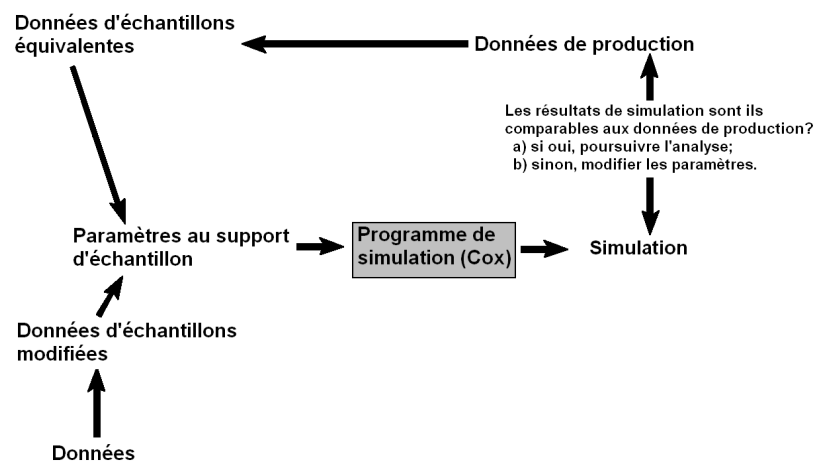 Données d'échantillons
équivalentes
Données de production
Les résultats de simulation sont ils
comparables aux données de production?
a) si oui, poursuivre l'analyse;
b) sinon, modifier les paramètres.
Paramètres au support
d'échantillon
Programme de
simulation (Cox)
Simulation
Données d'échantillons
modifiées
Données